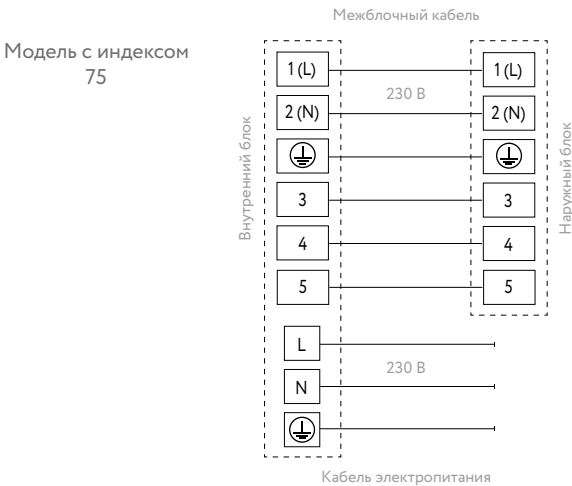 Межблочный кабель
Модель с индексом
75
Внутренний блок
Наружный блок
1 (L)
1 (L)
230 В
2 (N)
2 (N)
3
3
4
4
5
5
L
230 В
N
Кабель электропитания